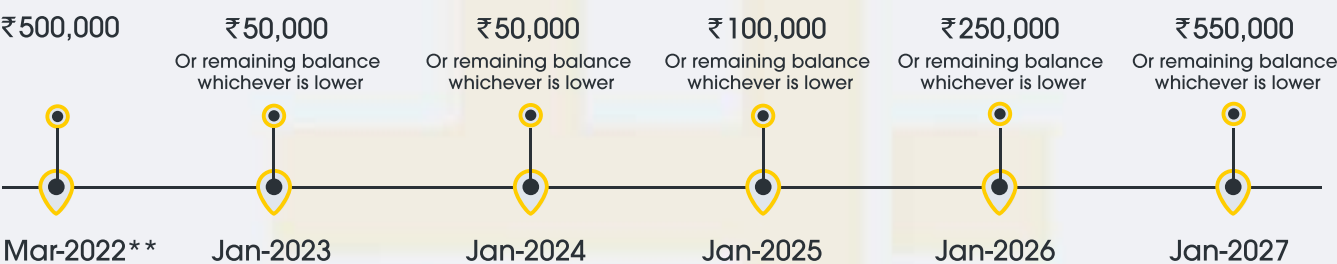 ₹500,000
₹50,000
Or remaining balance
whichever is lower
₹50,000
Or remaining balance
whichever is lower
₹100,000
Or remaining balance
whichever is lower
₹250,000
Or remaining balance
whichever is lower
₹550,000
Or remaining balance
whichever is lower
Mar-2022**
Jan-2023
Jan-2024
Jan-2025
Jan-2026
Jan-2027